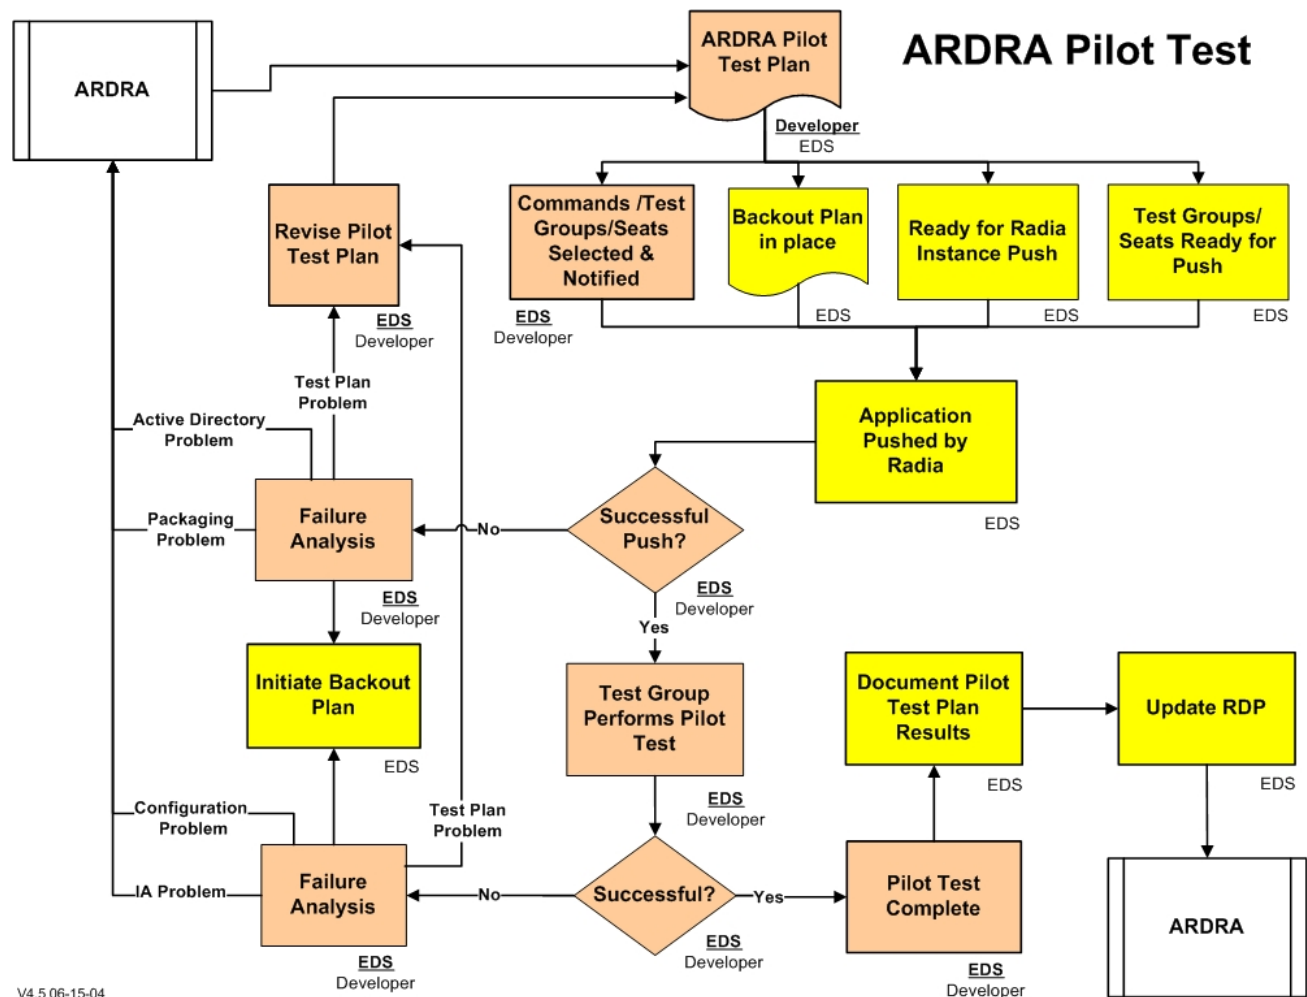 ARDRA Pilot Test
ARDRA
ARDRA Pilot
Test Plan
Developer
EDS
Revise Pilot
Test Plan
EDS
Developer
Commands /Test
Groups/Seats
Selected &
Notified
EDS
Developer
Backout Plan
in place
EDS
Ready for Radia
Instance Push
EDS
Test Groups/
Seats Ready for
Push
EDS
Application
Pushed by
Radia
EDS
Test Plan
Problem
Active Directory
Problem
Packaging
Problem
Failure
Analysis
EDS
Developer
No
Successful
Push?
EDS
Developer
Yes
Initiate Backout
Plan
EDS
Test Group
Performs Pilot
Test
EDS
Developer
Document Pilot
Test Plan
Results
EDS
Update RDP
EDS
Configuration
Problem
Test Plan
Problem
IA Problem
Failure
Analysis
EDS
Developer
No
Successful?
EDS
Developer
Yes
Pilot Test
Complete
EDS
Developer
ARDRA
V4.5 06-15-04